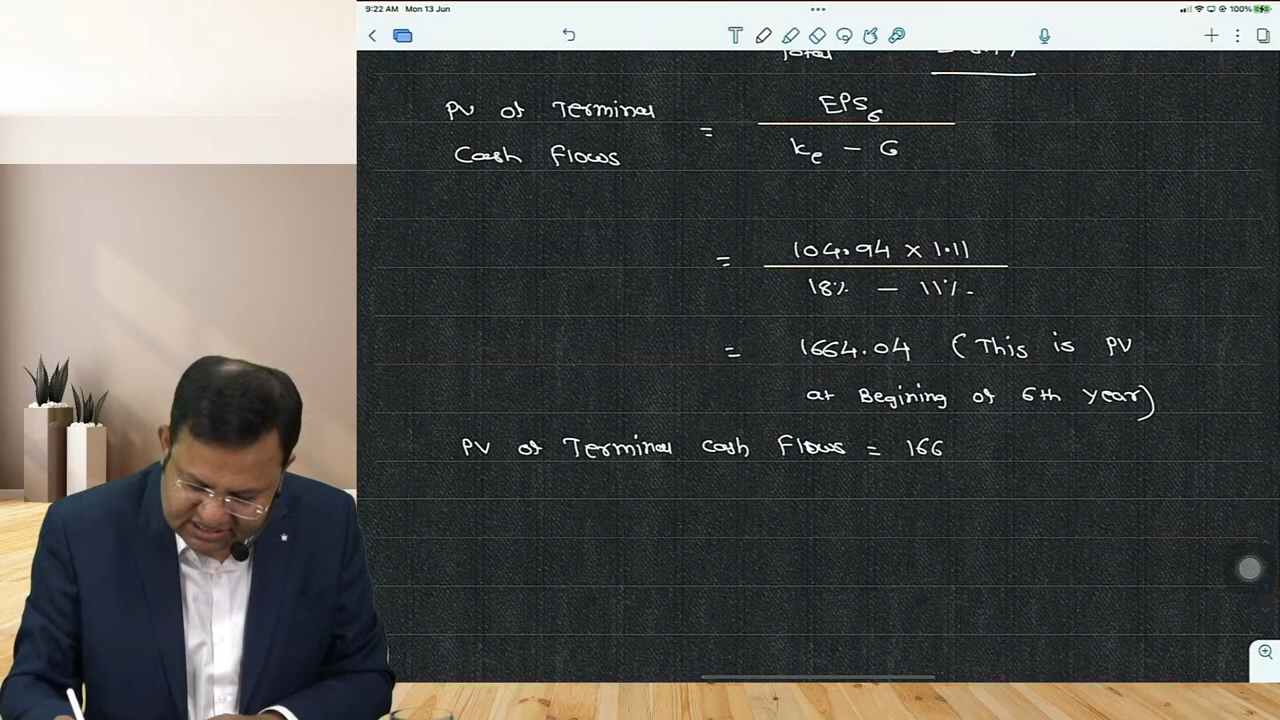 9:22 AM Mon 13 Jun
100%
Total
PV of Terminal Cash Flows = EPS6
ke - G
= 104.94 × 1.11
18% - 11%
= 1664.04 (This is PV
at Begining of 6th year)
PV of Terminal Cash Flows = 166